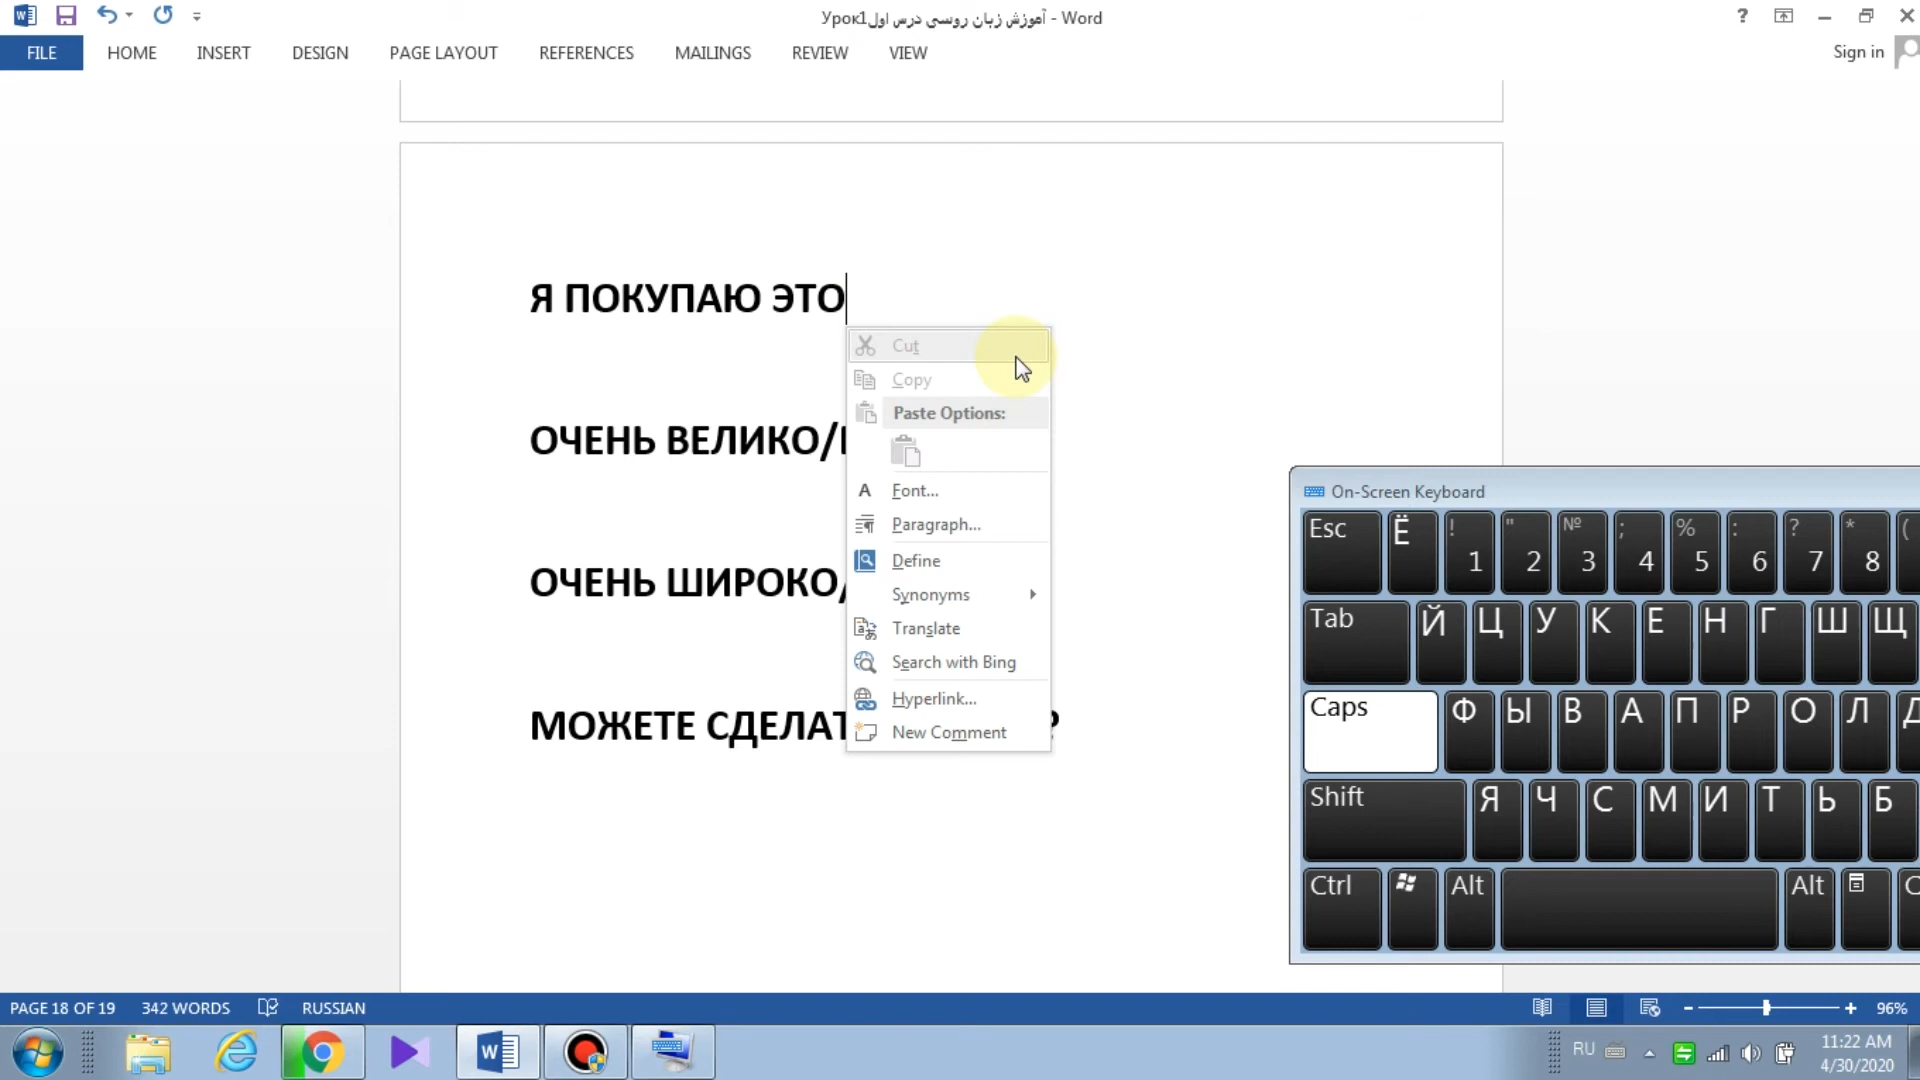 Урок1آموزش زبان روسی درس اول - Word
?
FILE HOME INSERT DESIGN PAGE LAYOUT REFERENCES MAILINGS REVIEW VIEW
Sign in
Я ПОКУПАЮ ЭТО
Cut
Copy
Paste Options:
ОЧЕНЬ ВЕЛИКО/
Font...
Paragraph...
Define
ОЧЕНЬ ШИРОКО/
Synonyms
Translate
Search with Bing
Hyperlink...
МОЖЕТЕ СДЕЛАТ ?
New Comment
On-Screen Keyboard
Esc Ё ! 1 " 2 № 3 ; 4 % 5 : 6 ? 7 * 8 (
Tab Й Ц У К Е Н Г Ш Щ
Caps Ф Ы В А П Р О Л Д
Shift Я Ч С М И Т Ь Б
Ctrl Alt Alt C
PAGE 18 OF 19 342 WORDS RUSSIAN
96%
RU
11:22 AM
4/30/2020